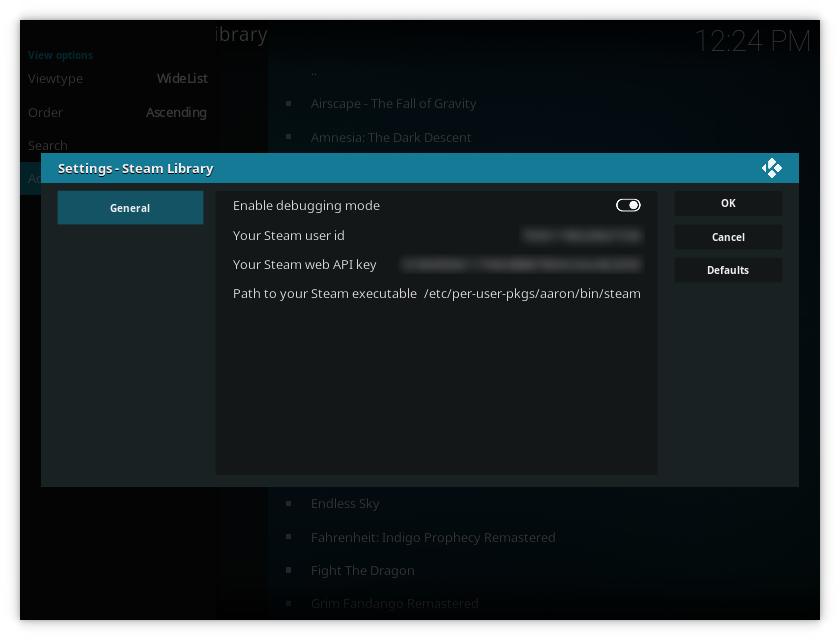 ibrary
12:24 PM
View options
Viewtype WideList
Order Ascending
Search
..
Airscape - The Fall of Gravity
Amnesia: The Dark Descent
Settings - Steam Library
General
Enable debugging mode
Your Steam user id
Your Steam web API key
Path to your Steam executable /etc/per-user-pkgs/aaron/bin/steam
OK
Cancel
Defaults
Endless Sky
Fahrenheit: Indigo Prophecy Remastered
Fight The Dragon
Grim Fandango Remastered